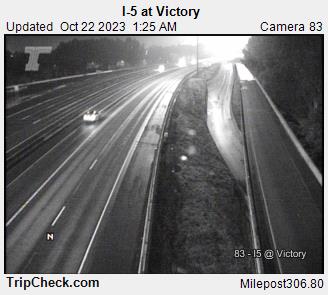 I-5 at Victory
Updated Oct 22 2023 1:25 AM Camera 83
T
N
83 - I5 @ Victory
TripCheck.com Milepost306.80